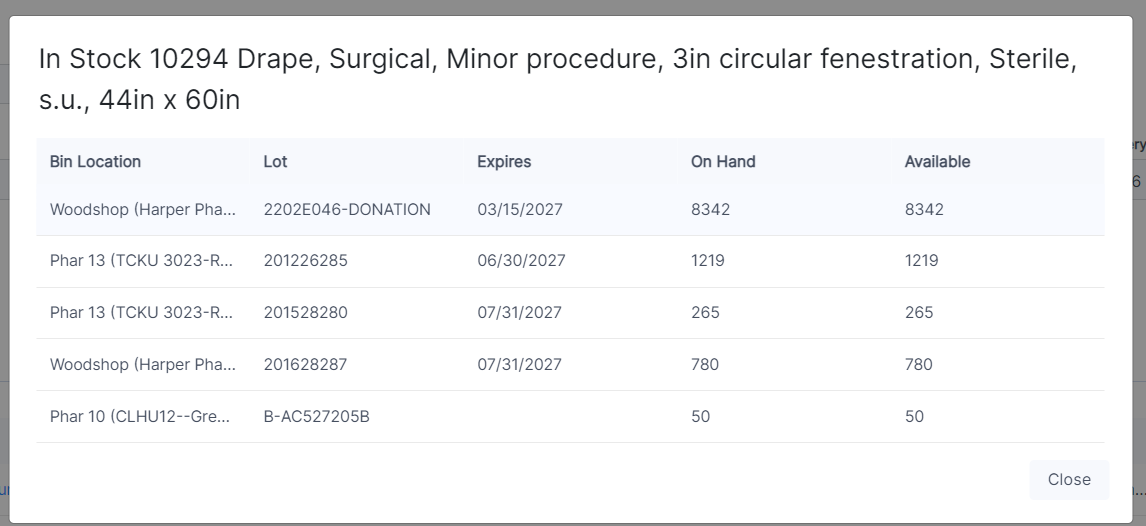 In Stock 10294 Drape, Surgical, Minor procedure, 3in circular fenestration, Sterile,
s.u., 44in x 60in
Bin Location Lot Expires On Hand Available
Woodshop (Harper Pha... 2202E046-DONATION 03/15/2027 8342 8342
Phar 13 (TCKU 3023-R... 201226285 06/30/2027 1219 1219
Phar 13 (TCKU 3023-R... 201528280 07/31/2027 265 265
Woodshop (Harper Pha... 201628287 07/31/2027 780 780
Phar 10 (CLHU12--Gre... B-AC527205B 50 50
Close